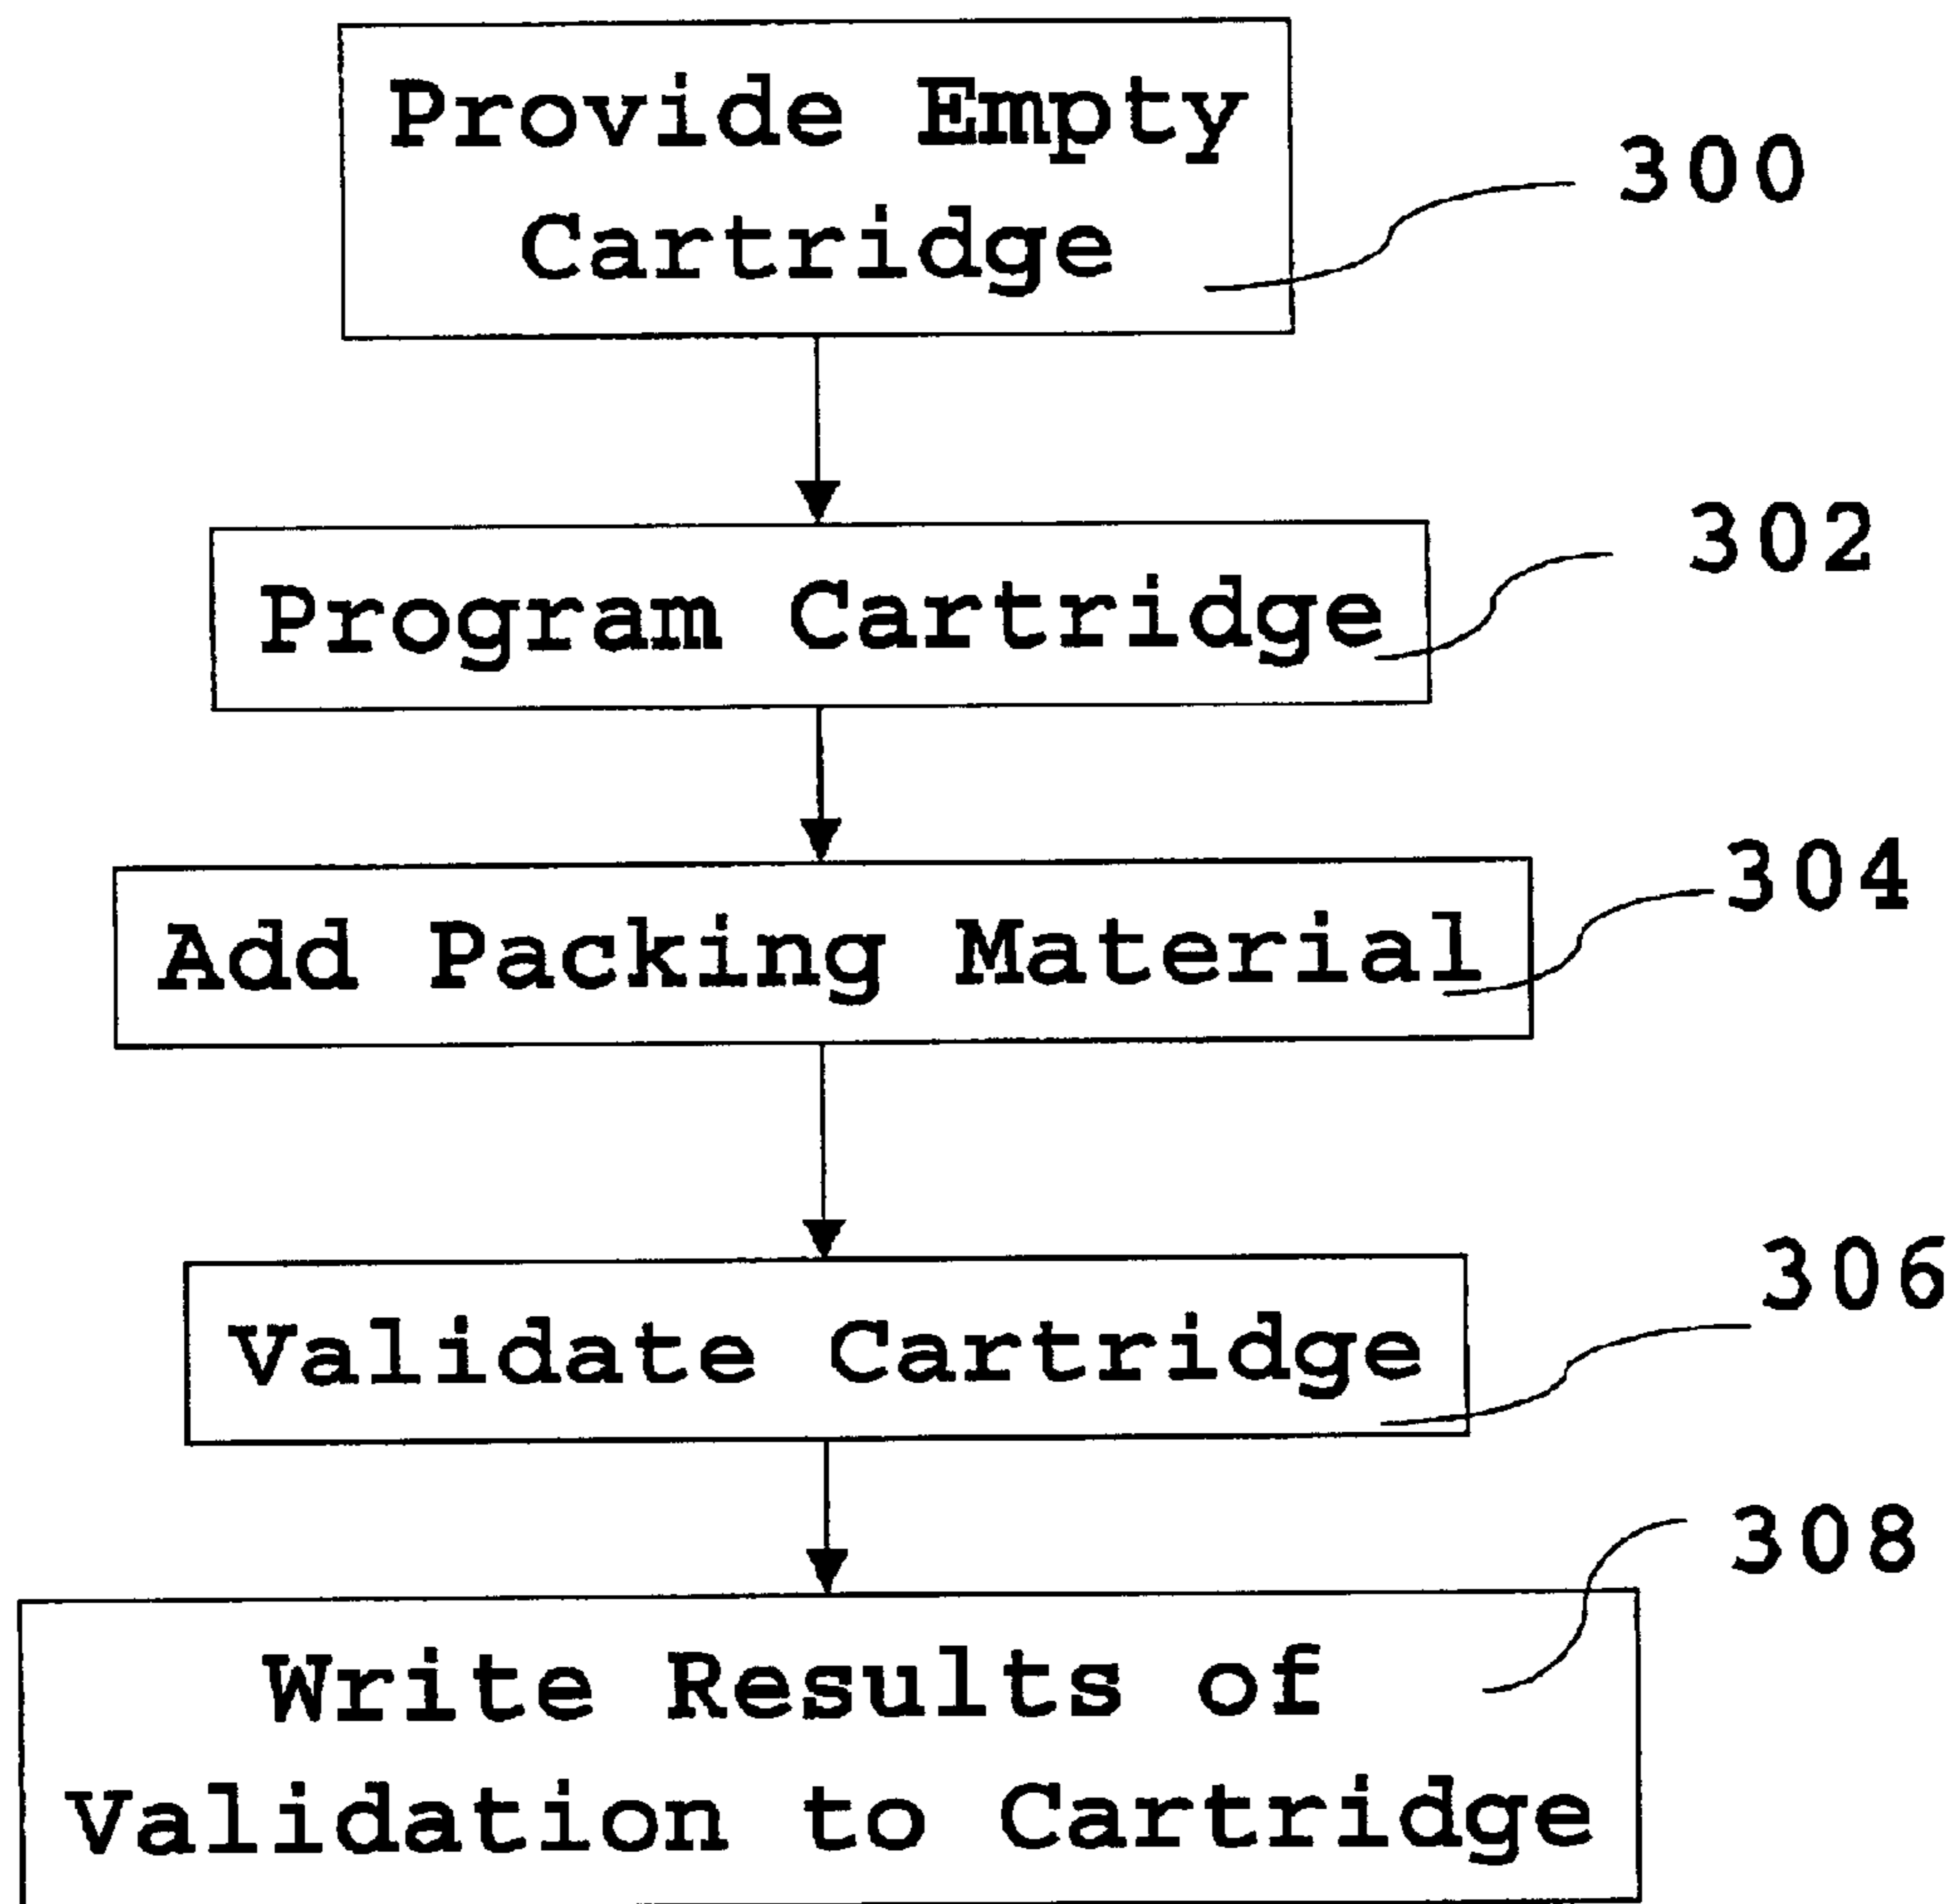 Provide Empty
Cartridge
300
Program Cartridge
302
Add Packing Material
304
Validate Cartridge
306
308
Write Results of
Validation to Cartridge